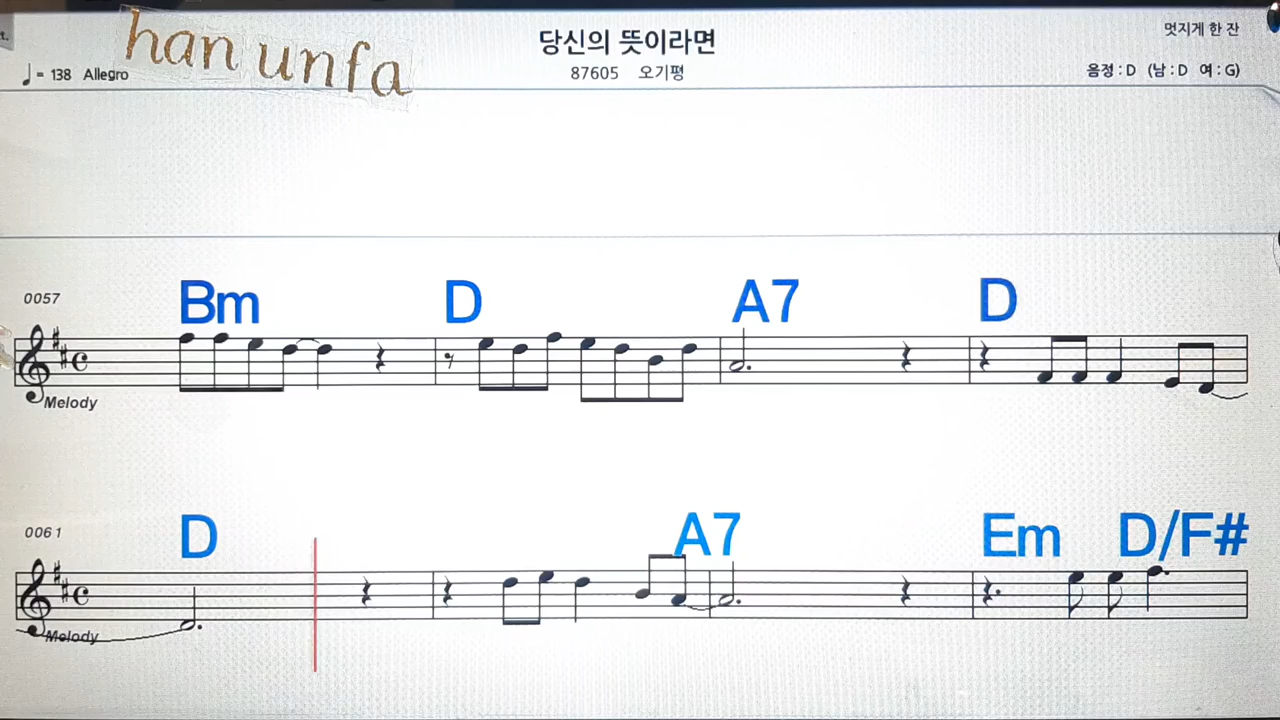 han unfa
당신의 뜻이라면
멋지게 한 잔
♩= 138 Allegro
87605 오기평
음정 : D (남 : D 여 : G)
0057
Bm D A7 D
Melody
0061
D A7 Em D/F#
Melody